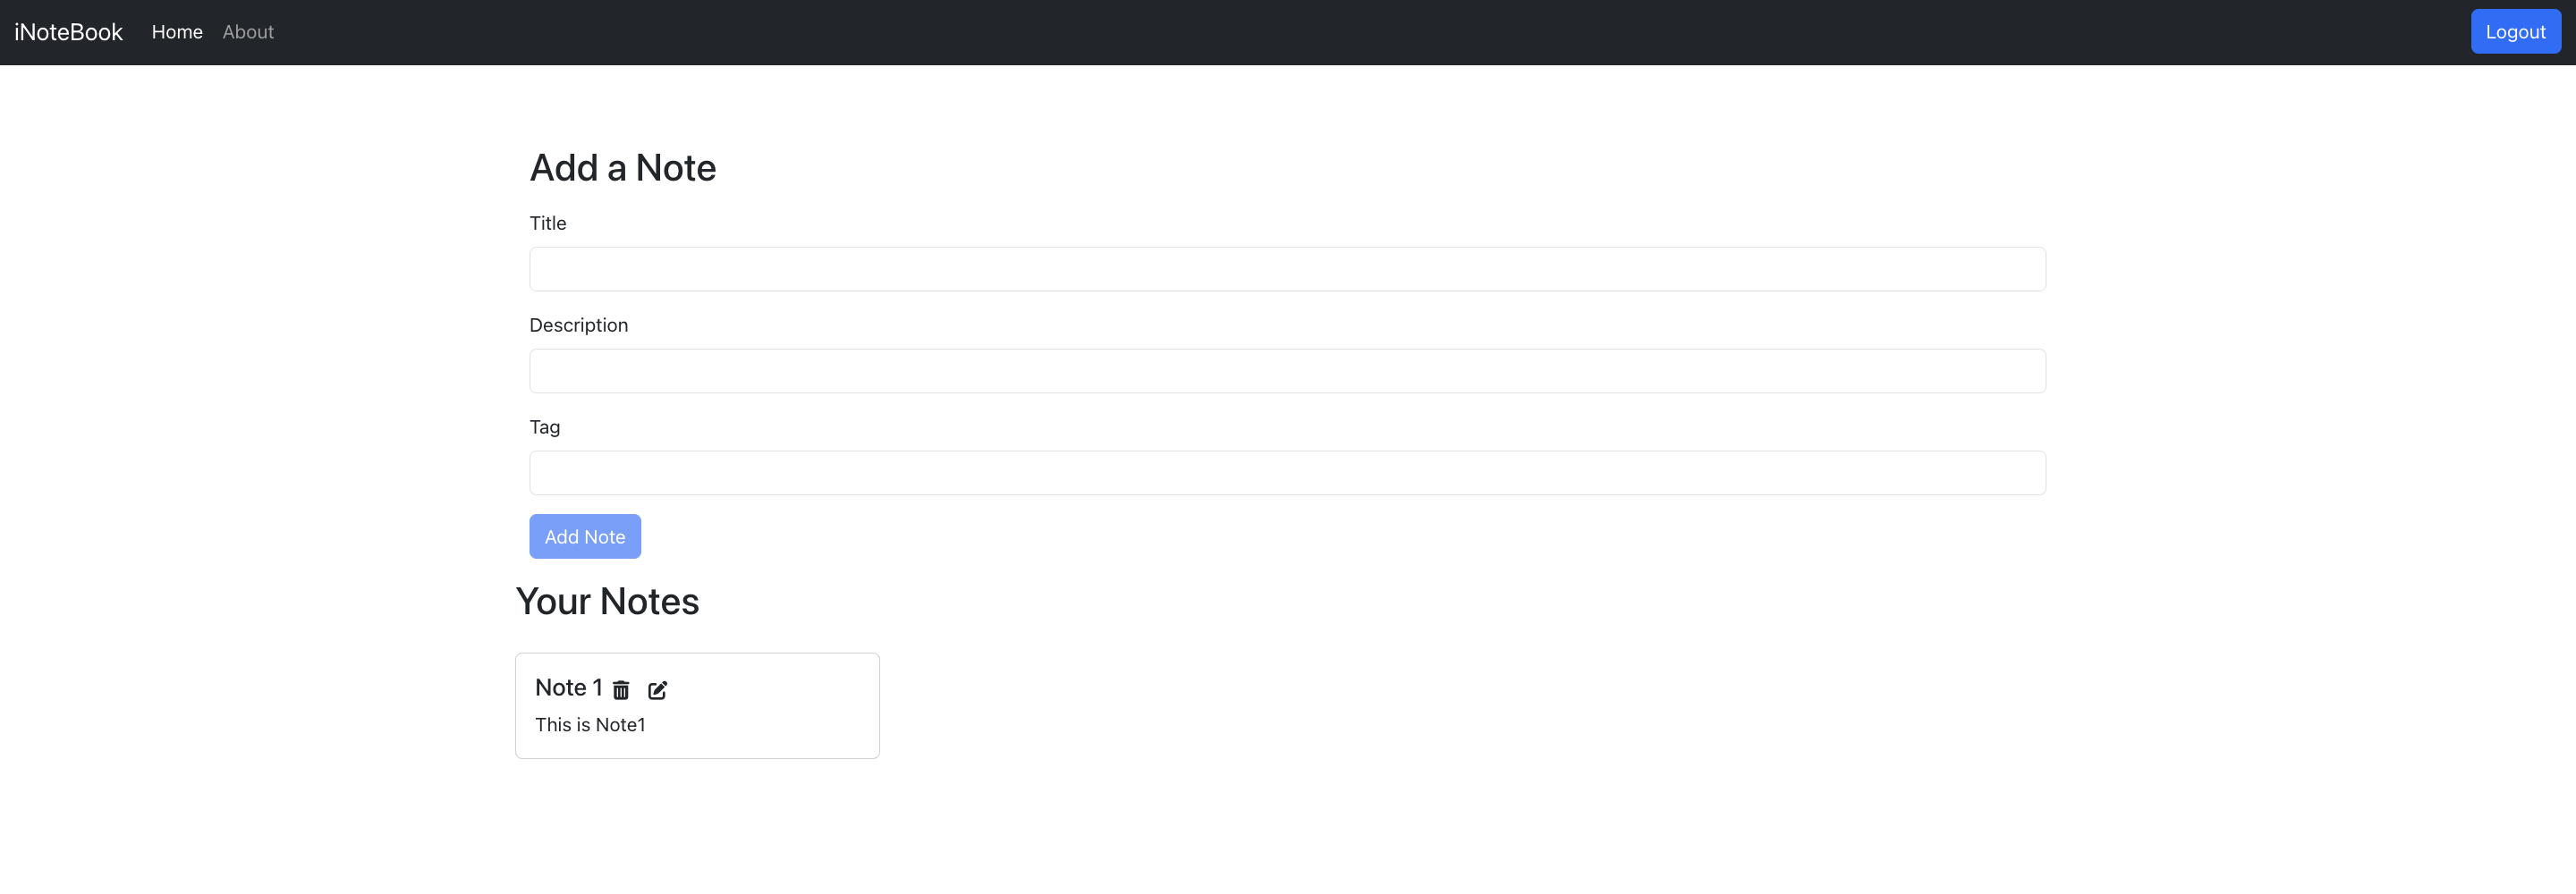 iNoteBook Home About Logout
Add a Note
Title
Description
Tag
Add Note
Your Notes
Note 1
This is Note1